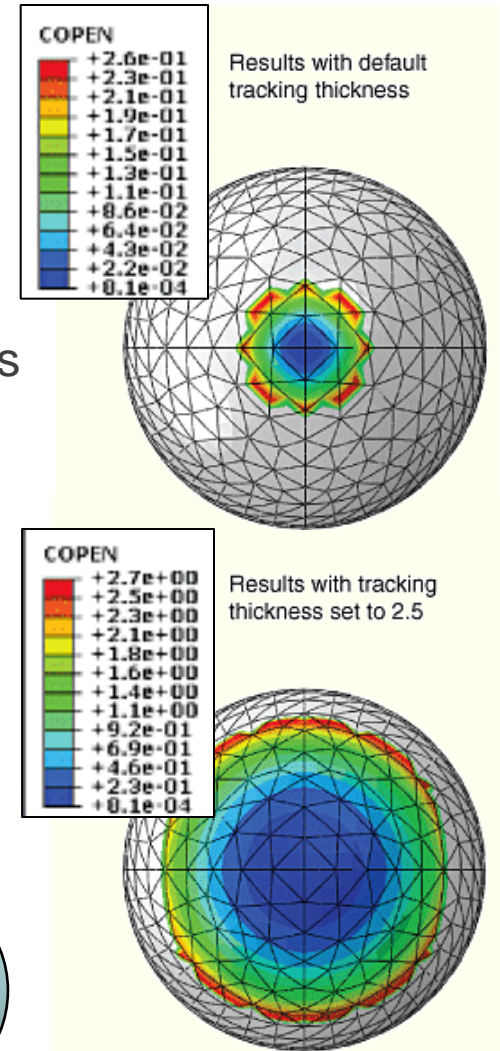 COPEN
+2.6e-01
+2.3e-01
+2.1e-01
+1.9e-01
+1.7e-01
+1.5e-01
+1.3e-01
+1.1e-01
+8.6e-02
+6.4e-02
+4.3e-02
+2.2e-02
+8.1e-04
Results with default
tracking thickness
s
COPEN
+2.7e+00
+2.5e+00
+2.3e+00
+2.1e+00
+1.8e+00
+1.6e+00
+1.4e+00
+1.1e+00
+9.2e-01
+6.9e-01
+4.6e-01
+2.3e-01
+8.1e-04
Results with tracking
thickness set to 2.5